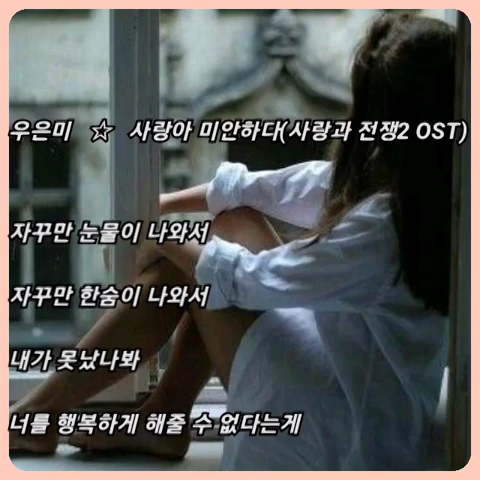 우은미 ☆ 사랑아 미안하다(사랑과 전쟁2 OST)
자꾸만 눈물이 나와서
자꾸만 한숨이 나와서
내가 못났나봐
너를 행복하게 해줄 수 없다는게